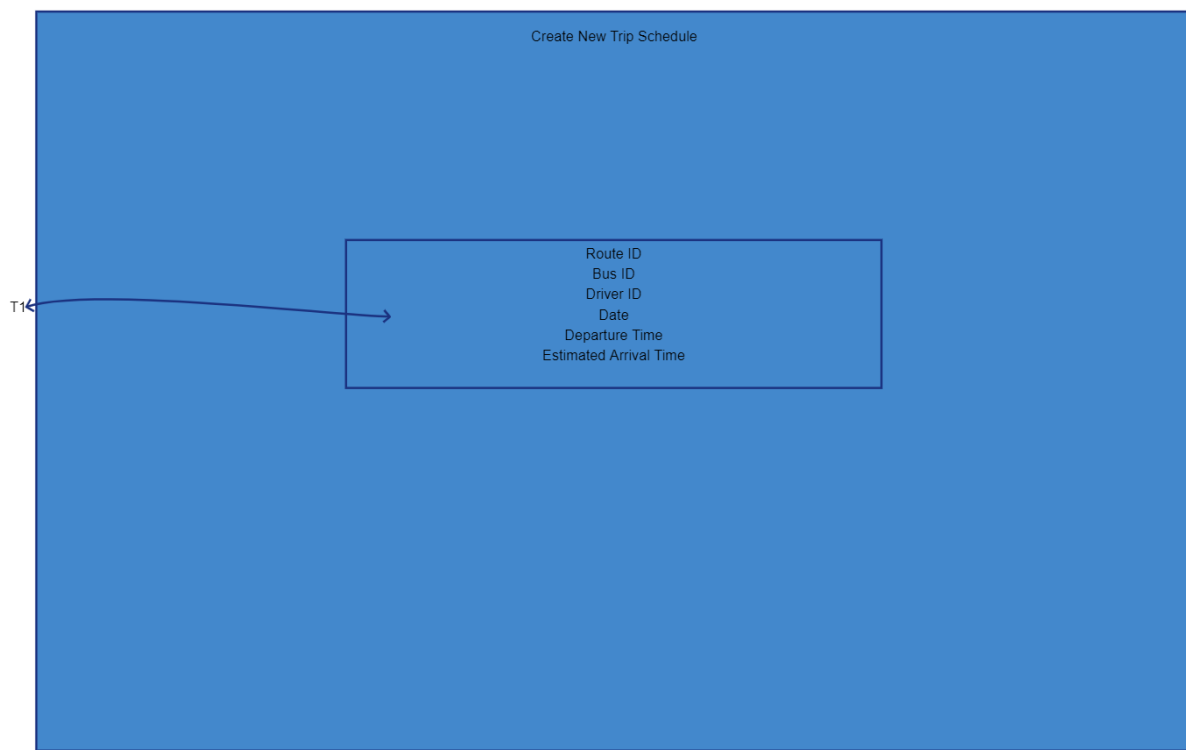 Create New Trip Schedule
Route ID
Bus ID
Driver ID
T1
Date
Departure Time
Estimated Arrival Time